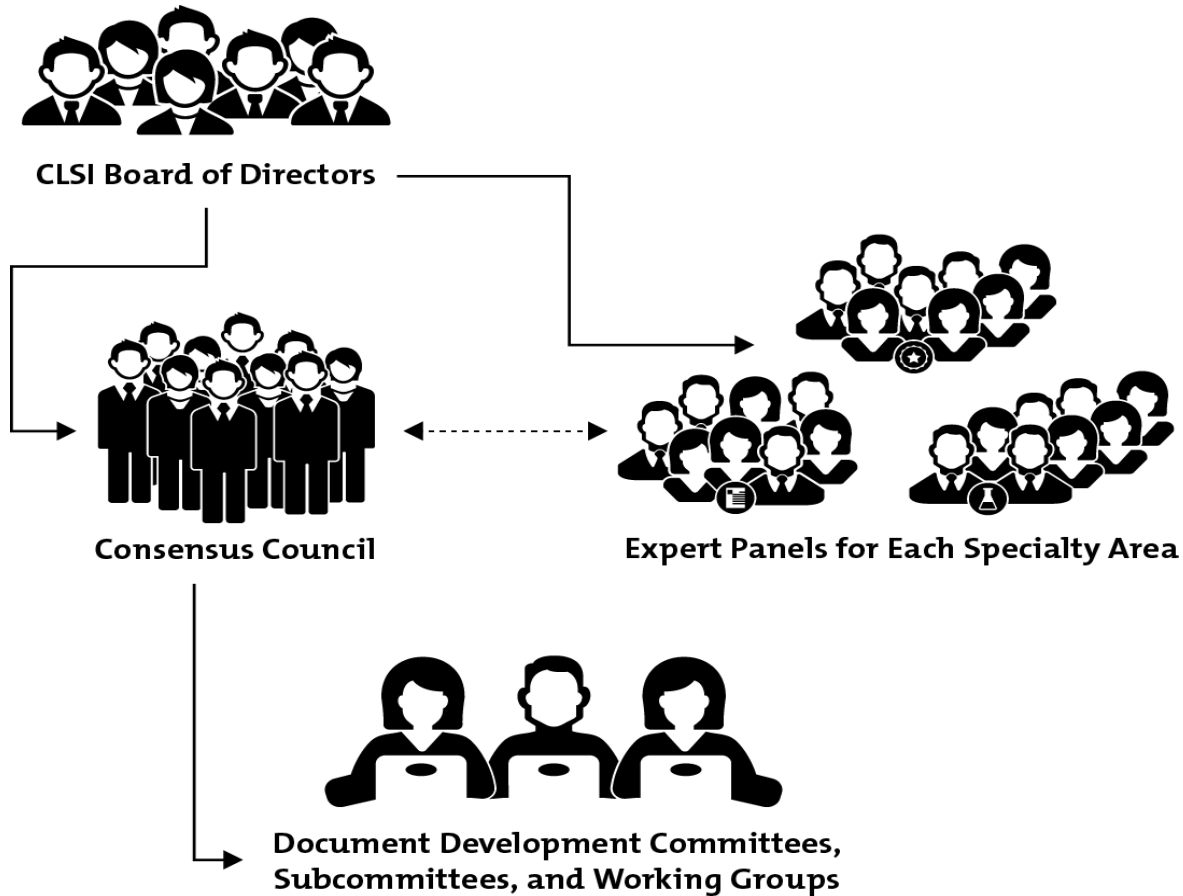 CLSI Board of Directors
Consensus Council
Expert Panels for Each Specialty Area
Document Development Committees,
Subcommittees, and Working Groups